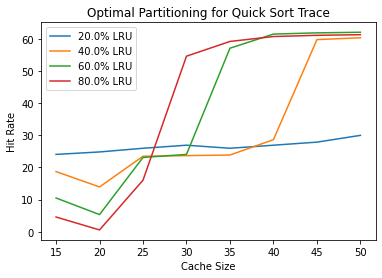 Optimal Partitioning for Quick Sort Trace
20.0% LRU
40.0% LRU
60.0% LRU
80.0% LRU
Hit Rate
60
50
40
30
20
10
0
15 20 25 30 35 40 45 50
Cache Size